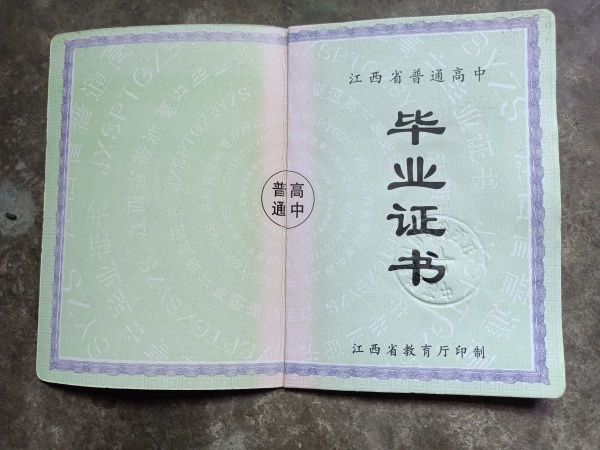 江西省普通高中
毕业证书
普通
高中
江西省教育厅印制